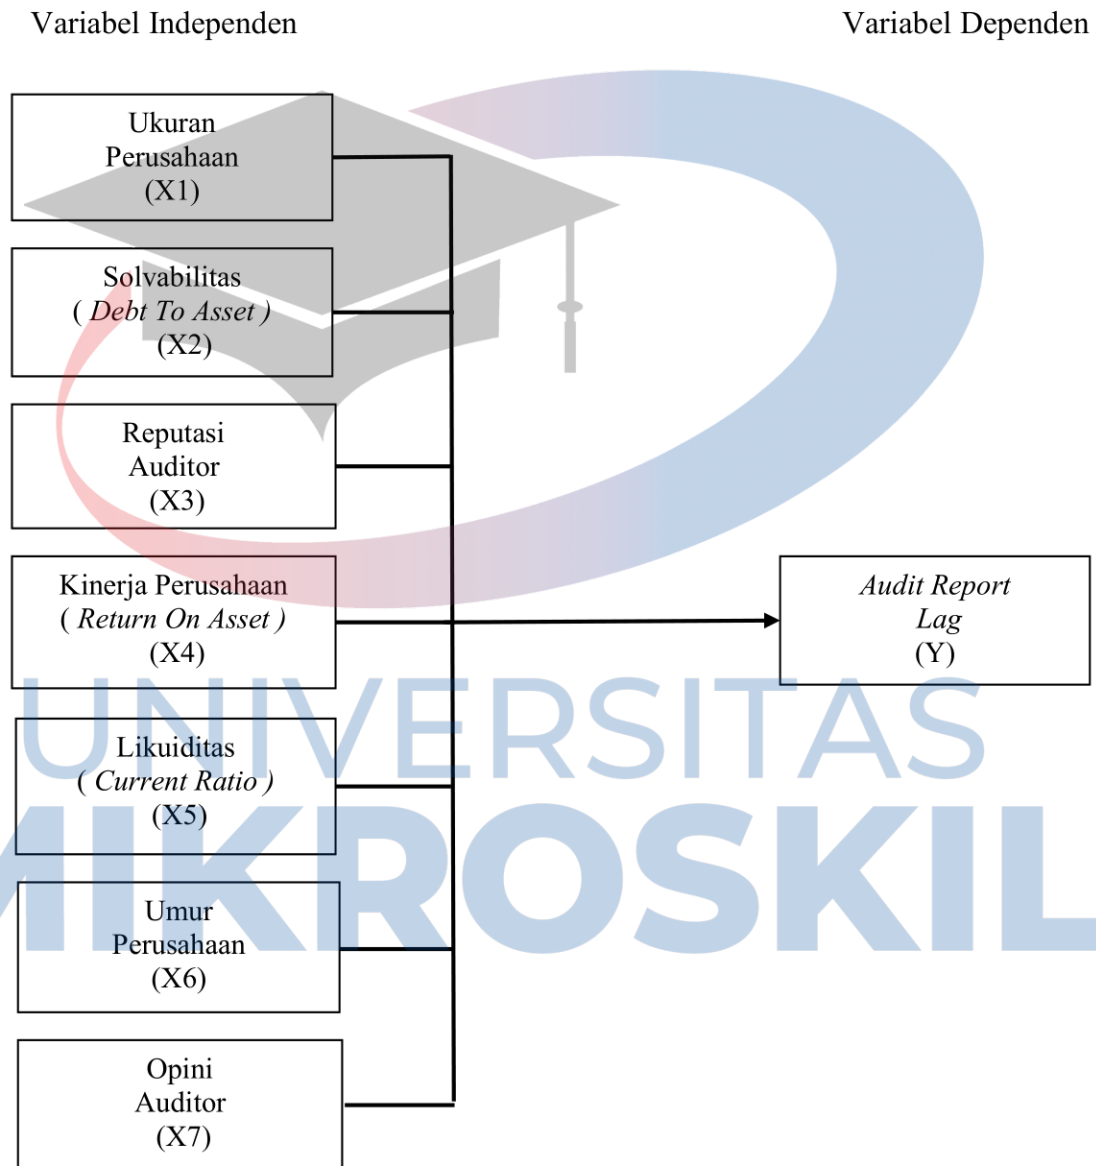 Variabel Independen
Variabel Dependen
Ukuran
Perusahaan
(X1)
Solvabilitas
( Debt To Asset )
(X2)
Reputasi
Auditor
(X3)
Kinerja Perusahaan
( Return On Asset )
(X4)
Audit Report
Lag
(Y)
UNIVERSITAS
Likuiditas
( Current Ratio )
(X5)
MIKROSKIL
Umur
Perusahaan
(X6)
Opini
Auditor
(X7)